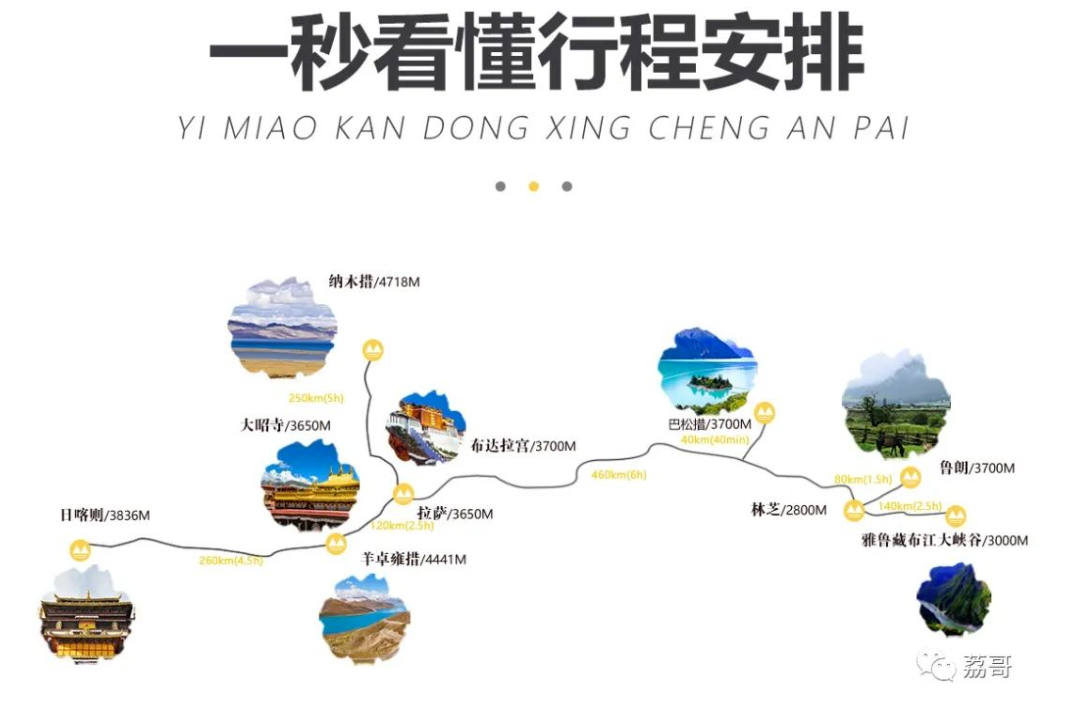 一秒看懂行程安排
YI MIAO KAN DONG XING CHENG AN PAI
纳木措/4718M
250km(5h)
大昭寺/3650M
布达拉宫/3700M
巴松措/3700M
40km(40min)
460km(6h)
鲁朗/3700M
80km(1.5h)
拉萨/3650M
120km(2.5h)
林芝/2800M
140km(2.5h)
日喀则/3836M
雅鲁藏布江大峡谷/3000M
260km(4.5h)
羊卓雍措/4441M
荔哥